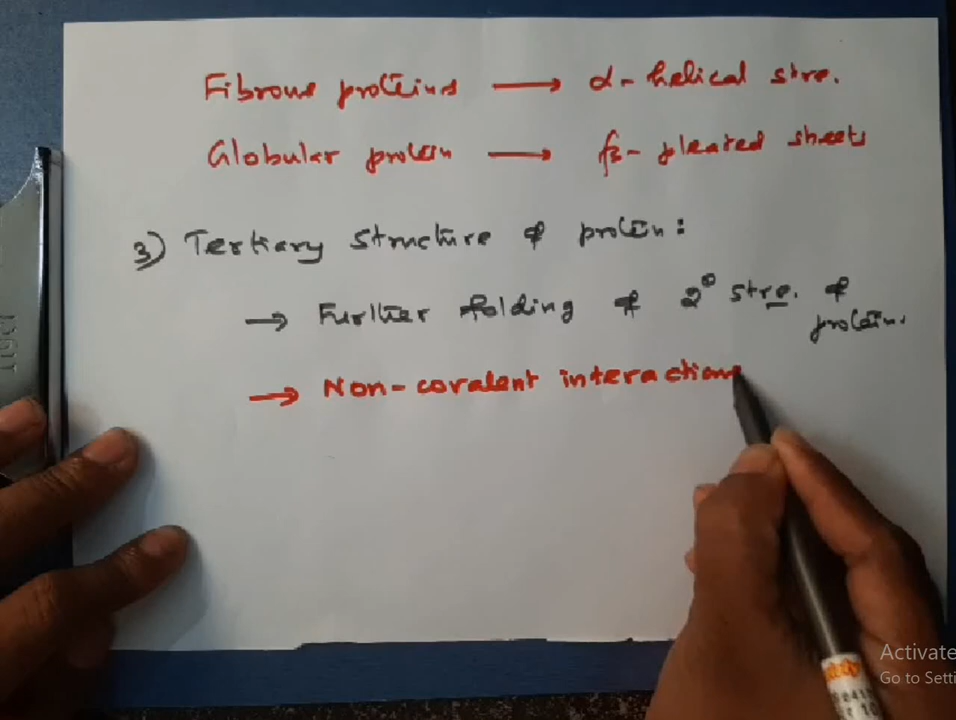 Fibrous proteins → α- helical stre.
Globular protein → β- pleated sheets
3) Tertiary structure of protein:
→ Further folding of 2° stre. of protein.
→ Non-covalent interactions
Activate
Go to Setti